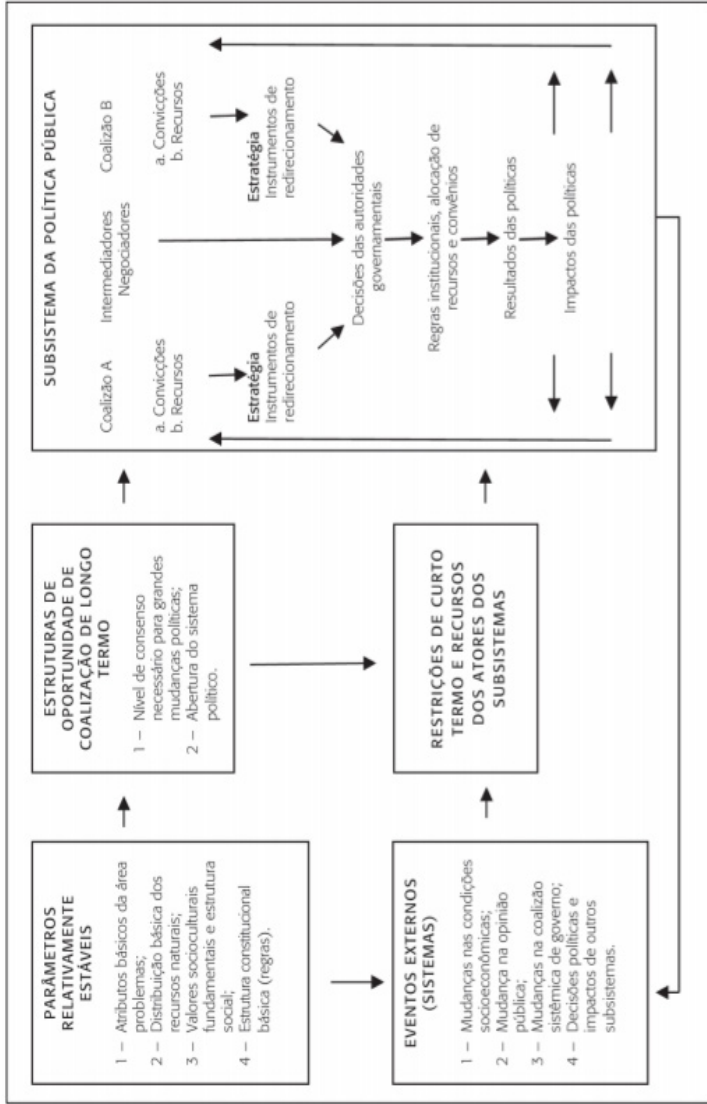 PARÂMETROS
RELATIVAMENTE
ESTÁVEIS
1 – Atributos básicos da área
problemas;
2 – Distribuição básica dos
recursos naturais;
3 – Valores socioculturais
fundamentais e estrutura
social;
4 – Estrutura constitucional
básica (regras).
EVENTOS EXTERNOS
(SISTEMAS)
1 – Mudanças nas condições
socioeconômicas;
2 – Mudança na opinião
pública;
3 – Mudanças na coalizão
sistêmica de governo;
4 – Decisões políticas e
impactos de outros
subsistemas.
ESTRUTURAS DE
OPORTUNIDADE DE
COALIZAÇÃO DE LONGO
TERMO
1 – Nível de consenso
necessário para grandes
mudanças políticas;
2 – Abertura do sistema
político.
RESTRIÇÕES DE CURTO
TERMO E RECURSOS
DOS ATORES DOS
SUBSISTEMAS
SUBSISTEMA DA POLÍTICA PÚBLICA
Coalizão A
Intermediadores
Negociadores
Coalizão B
a. Convicções
b. Recursos
a. Convicções
b. Recursos
Estratégia
Instrumentos de
redirecionamento
Estratégia
Instrumentos de
redirecionamento
Decisões das autoridades
governamentais
Regras institucionais, alocação de
recursos e convênios
Resultados das políticas
Impactos das políticas